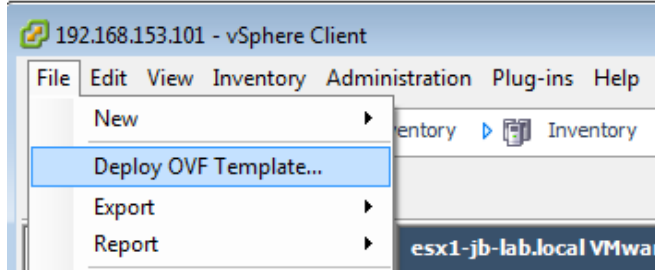 192.168.153.101 - vSphere Client
File Edit View Inventory Administration Plug-ins Help
New
Inventory
Deploy OVF Template...
Export
Report
esx1-jb-lab.local